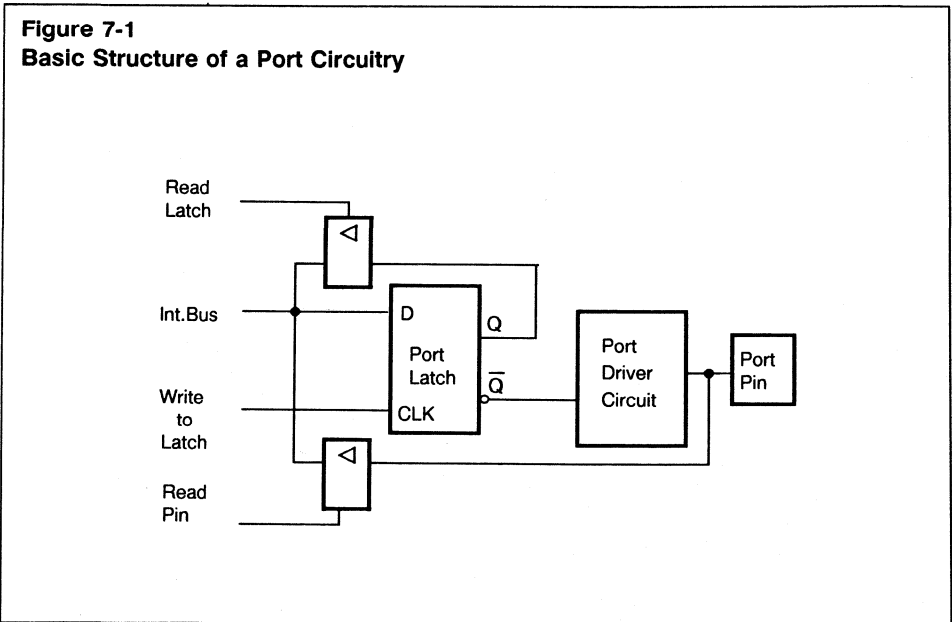 Figure 7-1
Basic Structure of a Port Circuitry
Read
Latch
Int.Bus
D
Q
Port
Latch
Q̅
Write
to
Latch
CLK
Port
Driver
Circuit
Port
Pin
Read
Pin